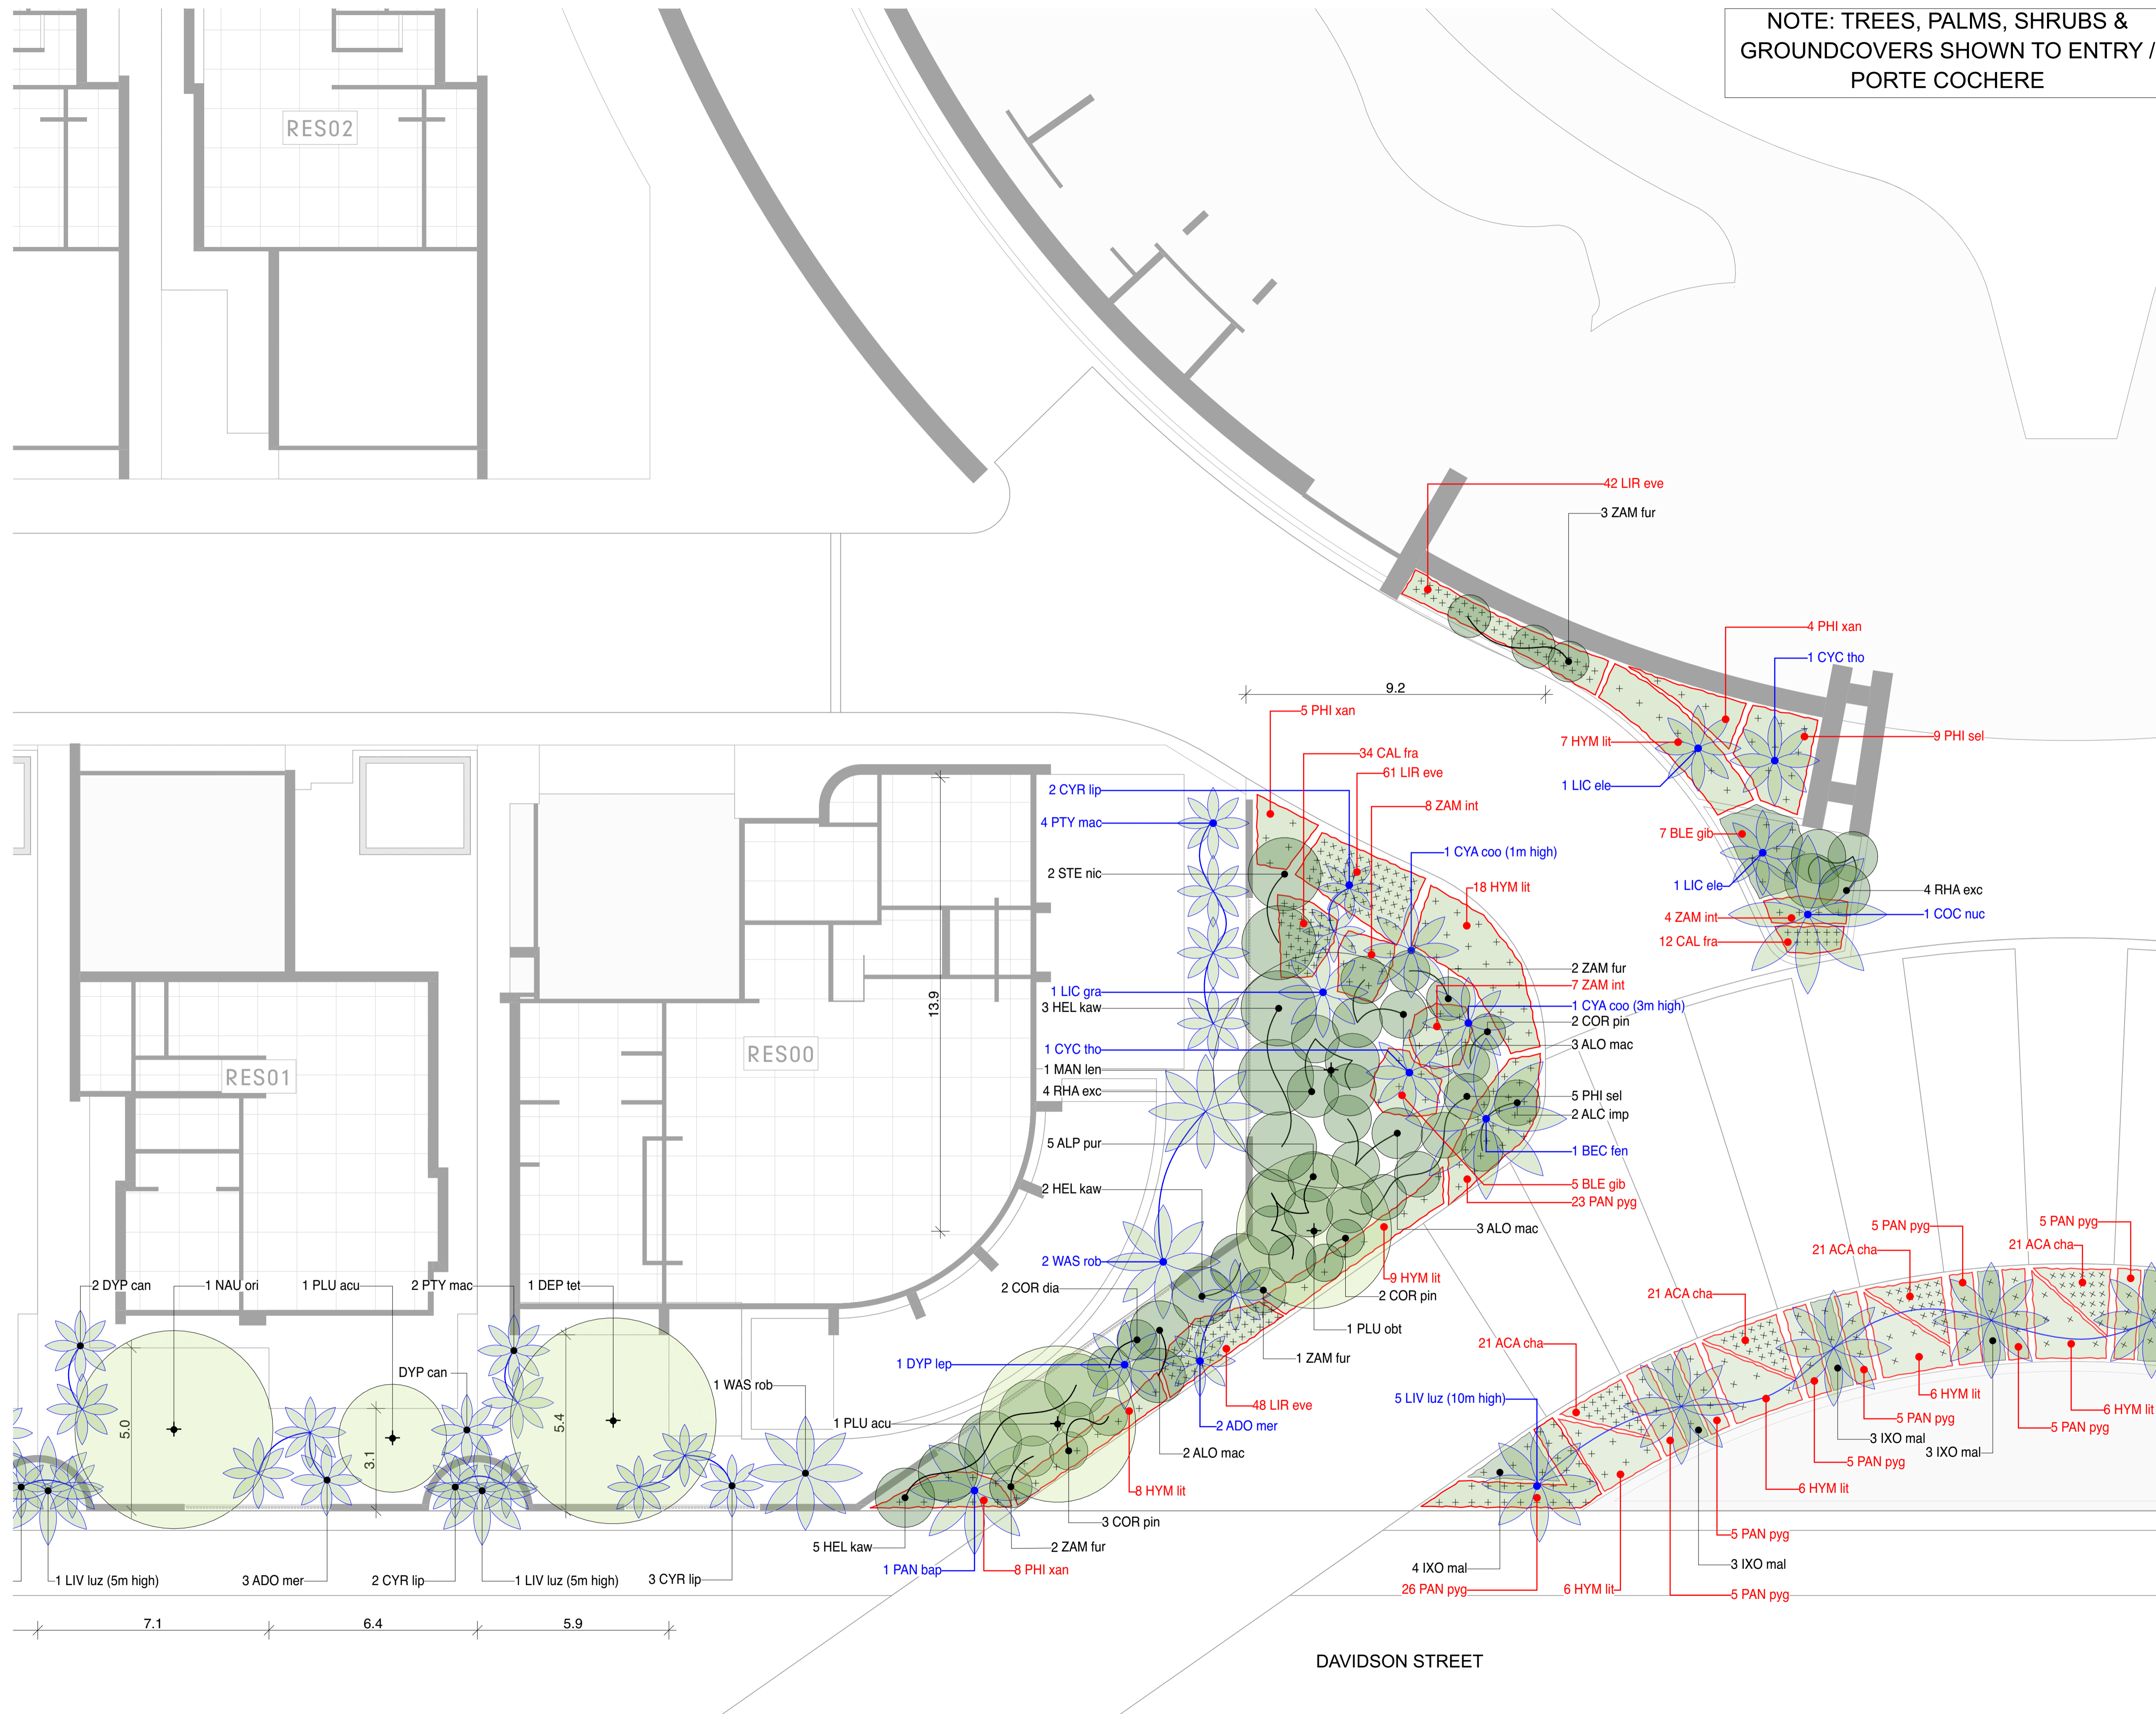 NOTE: TREES, PALMS, SHRUBS &
GROUNDCOVERS SHOWN TO ENTRY /
PORTE COCHERE
RES02
42 LIR eve
3 ZAM fur
4 PHI xan
1 CYC tho
9.2
5 PHI xan
9 PHI sel
7 HYM lit
34 CAL fra
61 LIR eve
1 LIC ele
2 CYR lip
8 ZAM int
4 PTY mac
7 BLE gib
1 CYA coo (1m high)
2 STE nic
1 LIC ele
18 HYM lit
4 RHA exc
4 ZAM int
1 COC nuc
12 CAL fra
2 ZAM fur
7 ZAM int
1 LIC gra
3 HEL kaw
1 CYA coo (3m high)
13.9
2 COR pin
3 ALO mac
1 CYC tho
RES00
1 MAN len
RES01
4 RHA exc
5 PHI sel
2 ALC imp
5 ALP pur
1 BEC fen
2 HEL kaw
5 BLE gib
23 PAN pyg
3 ALO mac
5 PAN pyg
5 PAN pyg
21 ACA cha
21 ACA cha
2 WAS rob
9 HYM lit
2 DYP can
1 NAU ori
1 PLU acu
2 PTY mac
1 DEP tet
2 COR dia
2 COR pin
21 ACA cha
1 PLU obt
21 ACA cha
1 ZAM fur
1 DYP lep
DYP can
1 WAS rob
5 LIV luz (10m high)
48 LIR eve
6 HYM lit
6 HYM lit
5.0
5.4
3.1
1 PLU acu
2 ADO mer
5 PAN pyg
5 PAN pyg
3 IXO mal
3 IXO mal
2 ALO mac
5 PAN pyg
8 HYM lit
6 HYM lit
3 COR pin
5 PAN pyg
5 HEL kaw
2 ZAM fur
1 PAN bap
8 PHI xan
4 IXO mal
3 IXO mal
1 LIV luz (5m high)
3 ADO mer
2 CYR lip
1 LIV luz (5m high)
3 CYR lip
26 PAN pyg
6 HYM lit
5 PAN pyg
7.1
6.4
5.9
DAVIDSON STREET